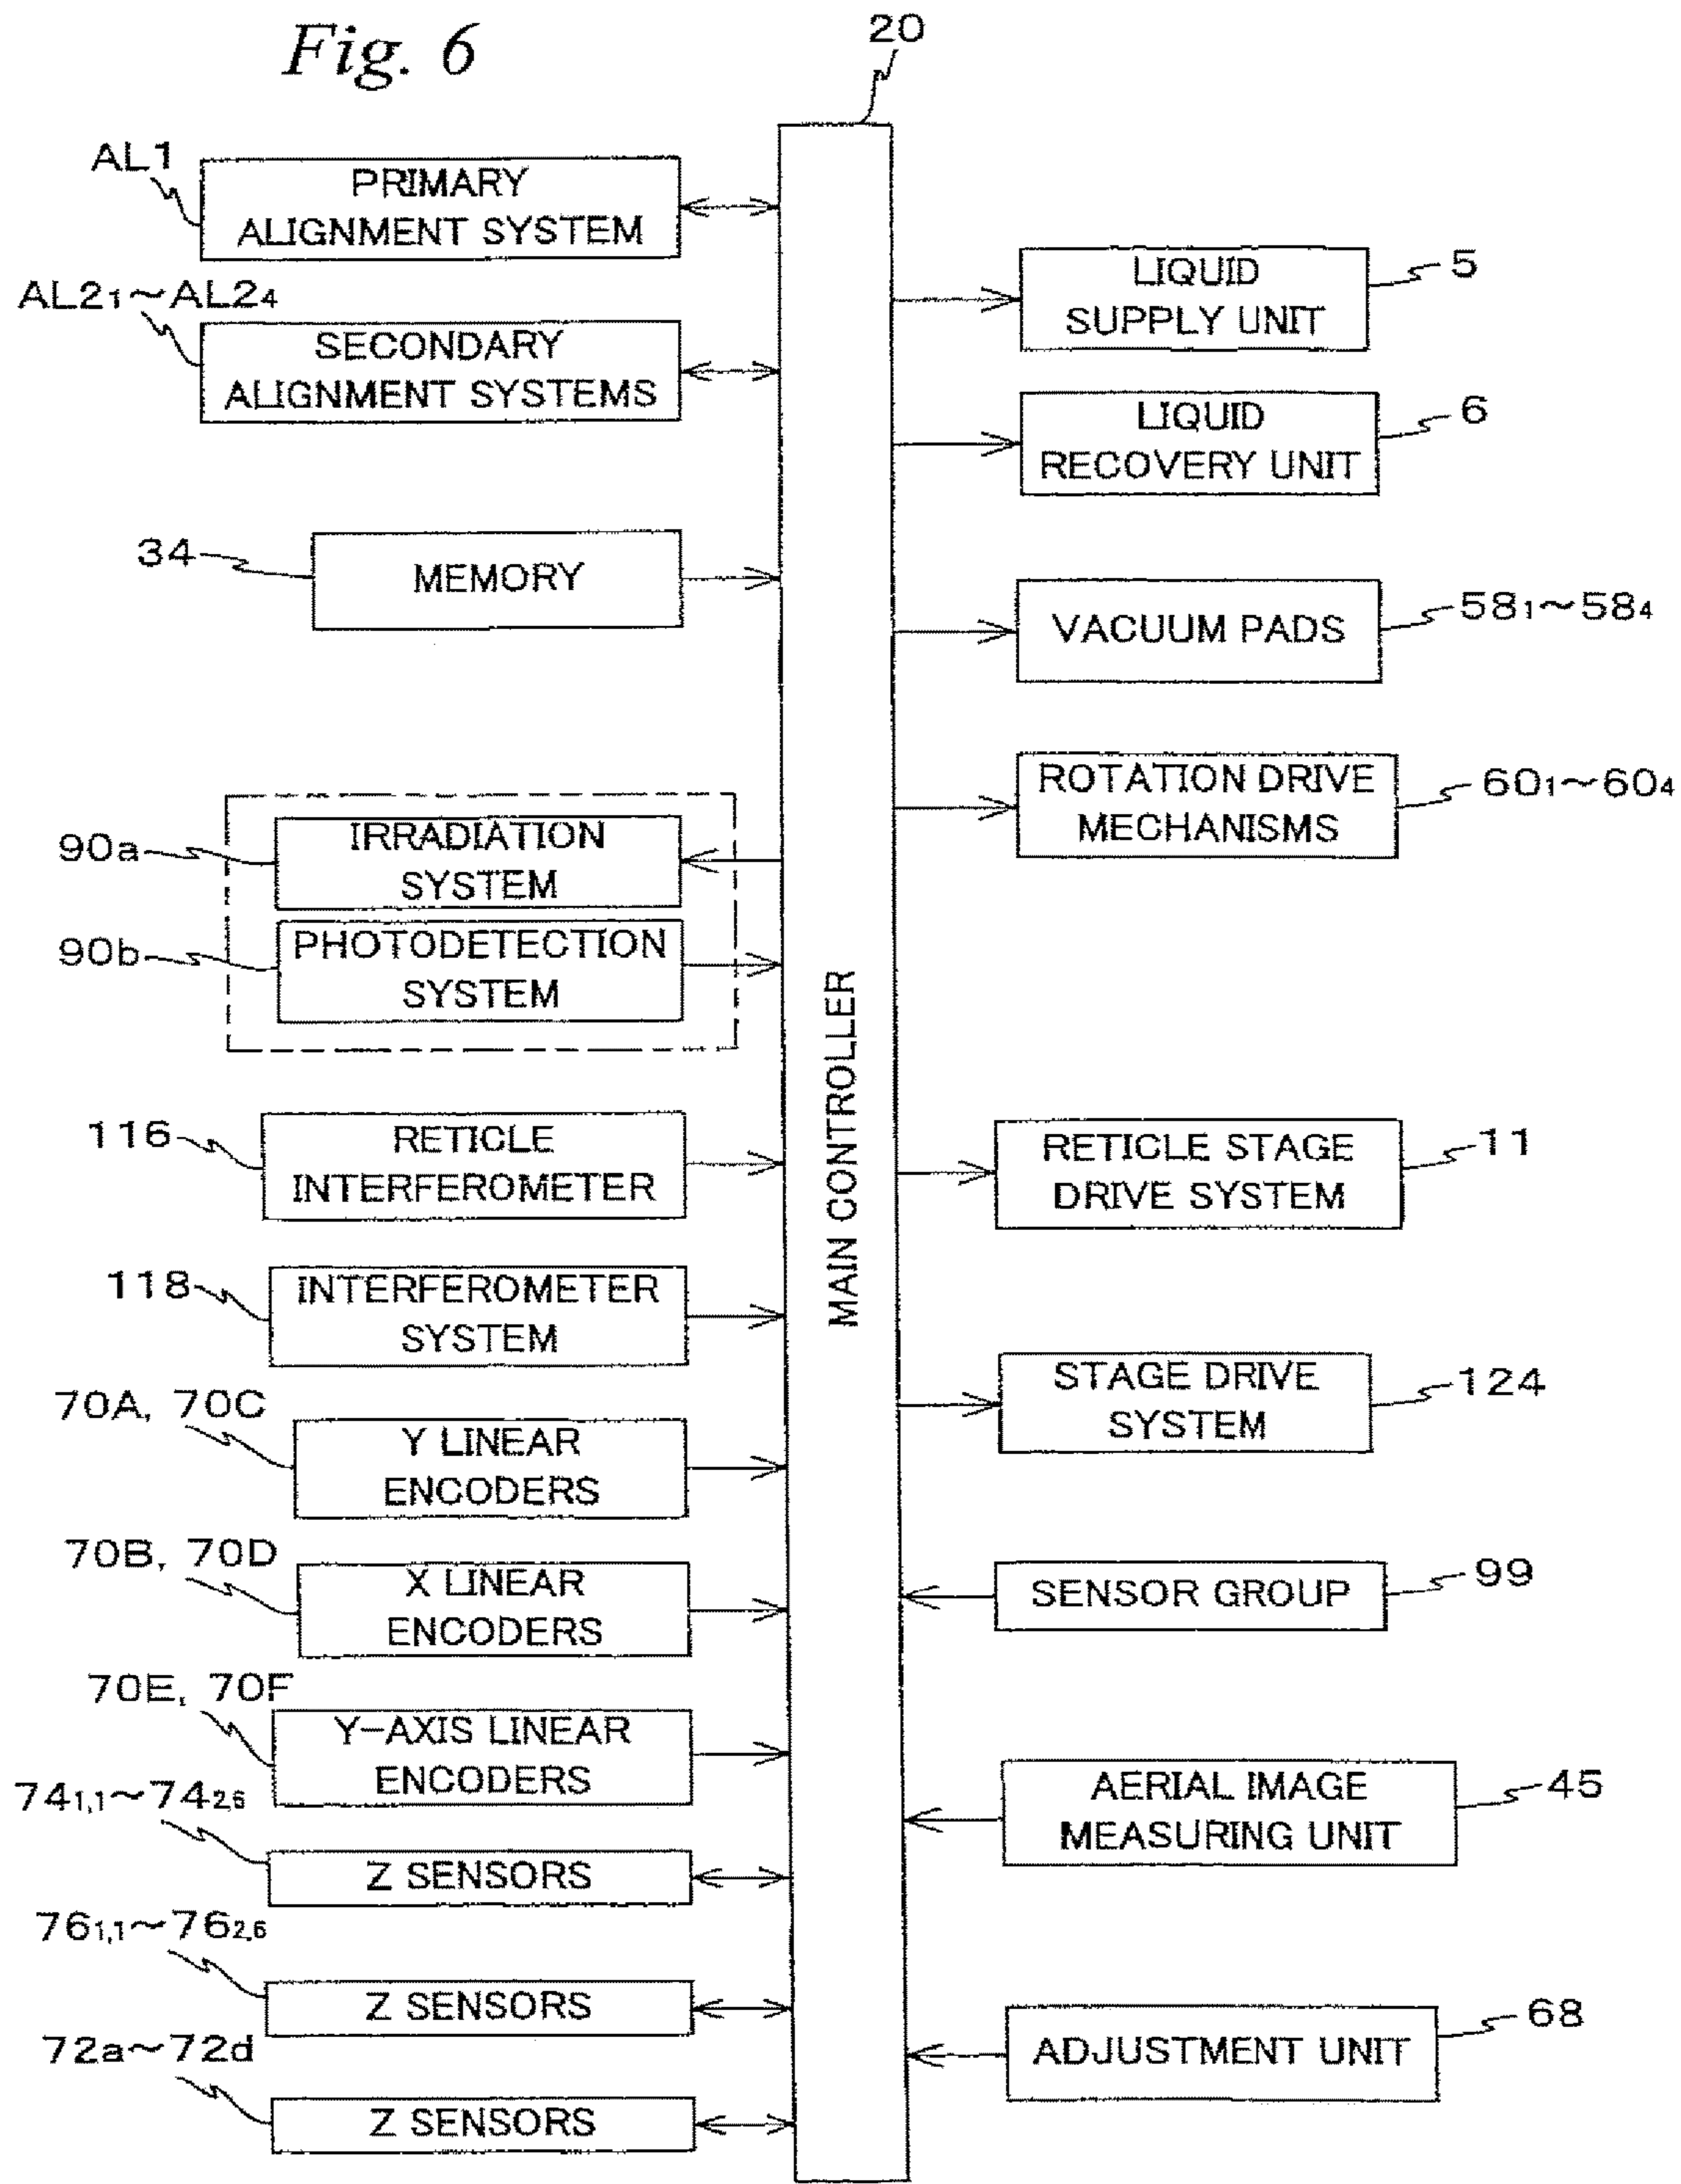 Fig. 6
20
AL1
PRIMARY
ALIGNMENT SYSTEM
AL2₁~AL2₄
SECONDARY
ALIGNMENT SYSTEMS
34
MEMORY
90a
IRRADIATION
SYSTEM
90b
PHOTODETECTION
SYSTEM
116
RETICLE
INTERFEROMETER
118
INTERFEROMETER
SYSTEM
70A, 70C
Y LINEAR
ENCODERS
70B, 70D
X LINEAR
ENCODERS
70E, 70F
Y-AXIS LINEAR
ENCODERS
74₁,₁~74₂,₆
Z SENSORS
76₁,₁~76₂,₆
Z SENSORS
72a~72d
Z SENSORS
MAIN CONTROLLER
LIQUID
SUPPLY UNIT
5
LIQUID
RECOVERY UNIT
6
VACUUM PADS
58₁~58₄
ROTATION DRIVE
MECHANISMS
60₁~60₄
RETICLE STAGE
DRIVE SYSTEM
11
STAGE DRIVE
SYSTEM
124
SENSOR GROUP
99
AERIAL IMAGE
MEASURING UNIT
45
ADJUSTMENT UNIT
68